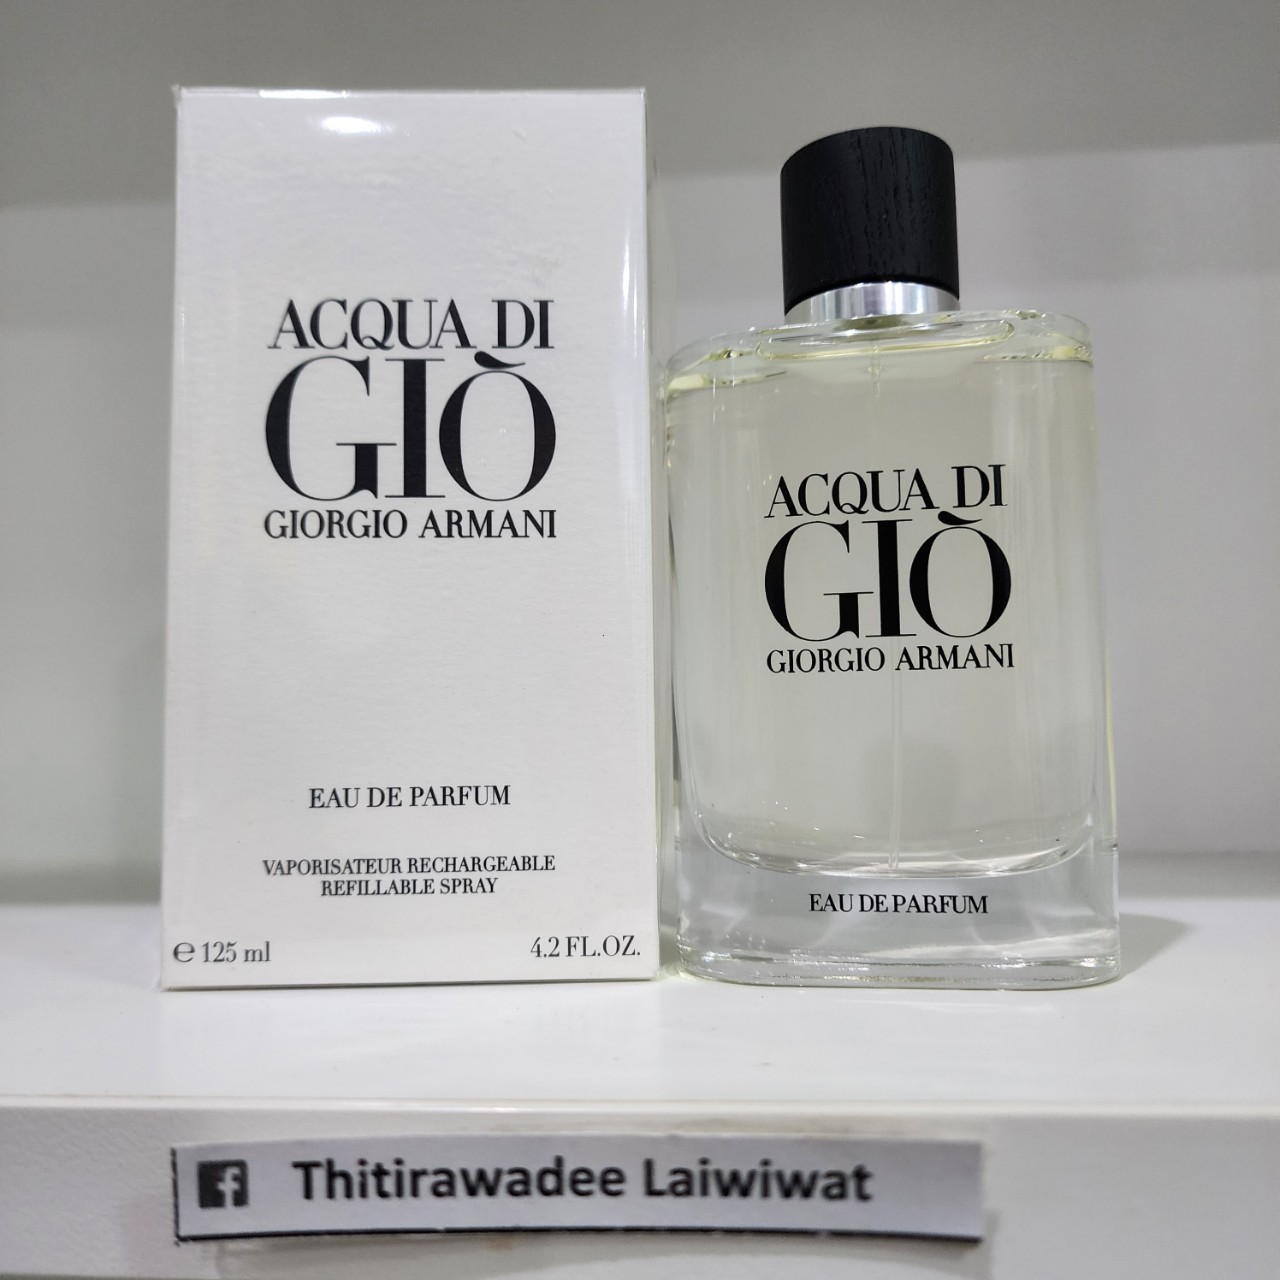 ACQUA DI
GIÒ
GIORGIO ARMANI
EAU DE PARFUM
VAPORISATEUR RECHARGEABLE
REFILLABLE SPRAY
℮ 125 ml 4.2 FL.OZ.
ACQUA DI
GIÒ
GIORGIO ARMANI
EAU DE PARFUM
Thitirawadee Laiwiwat